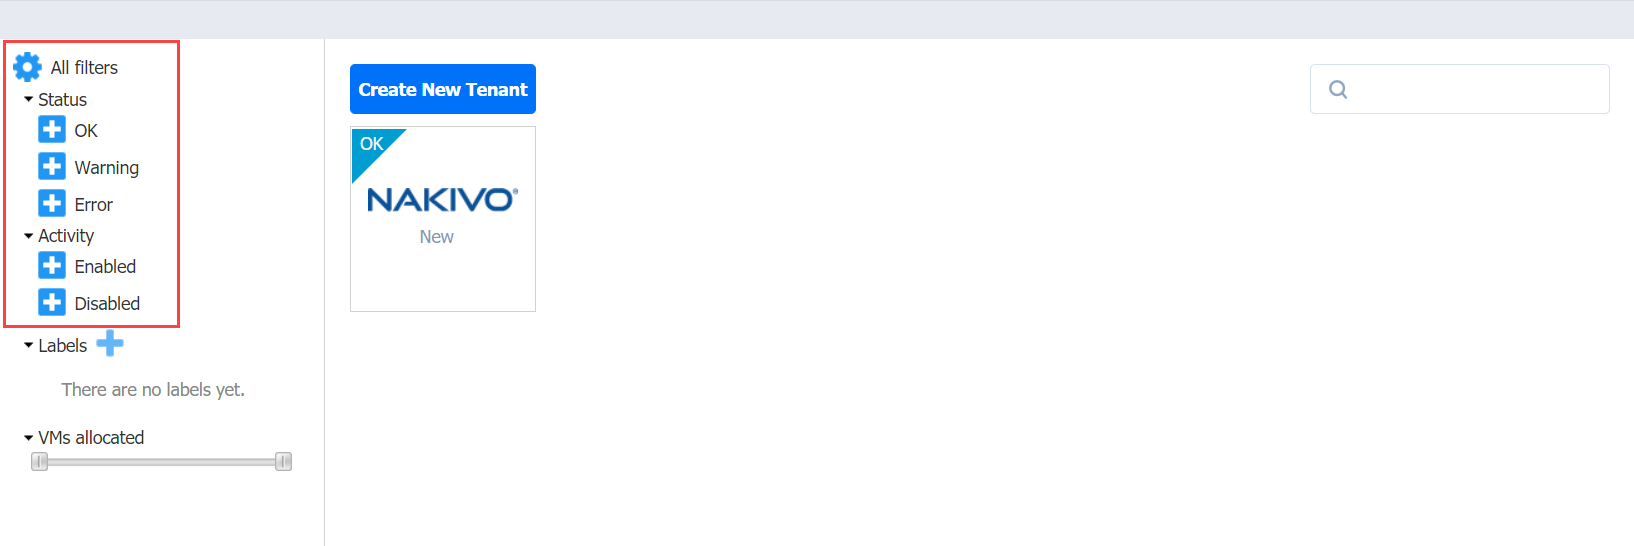 All filters
Status
OK
Warning
Error
Activity
Enabled
Disabled
Labels
There are no labels yet.
VMs allocated
Create New Tenant
OK
NAKIVO®
New